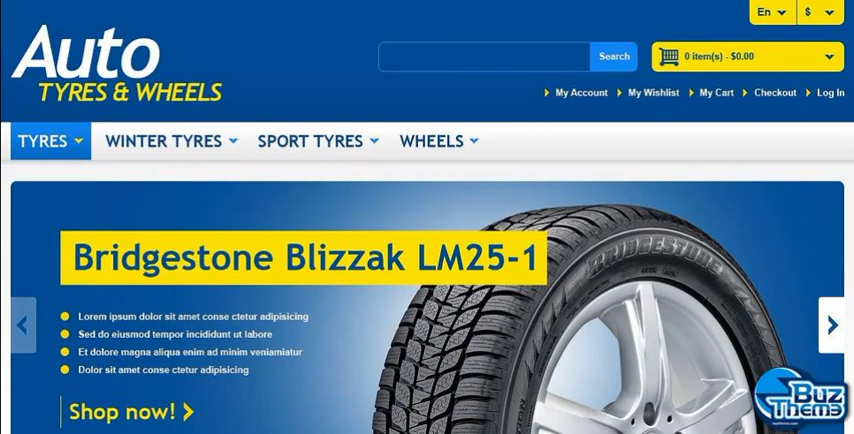 En
$
Auto
TYRES & WHEELS
Search
0 item(s) - $0.00
My Account
My Wishlist
My Cart
Checkout
Log In
TYRES
WINTER TYRES
SPORT TYRES
WHEELS
Bridgestone Blizzak LM25-1
BRIDGESTONE
Lorem ipsum dolor sit amet conse ctetur adipisicing
Sed do eiusmod tempor incididunt ut labore
Et dolore magna aliqua enim ad minim veniamiatur
Dolor sit amet conse ctetur adipisicing
Shop now!
Buz
Them3